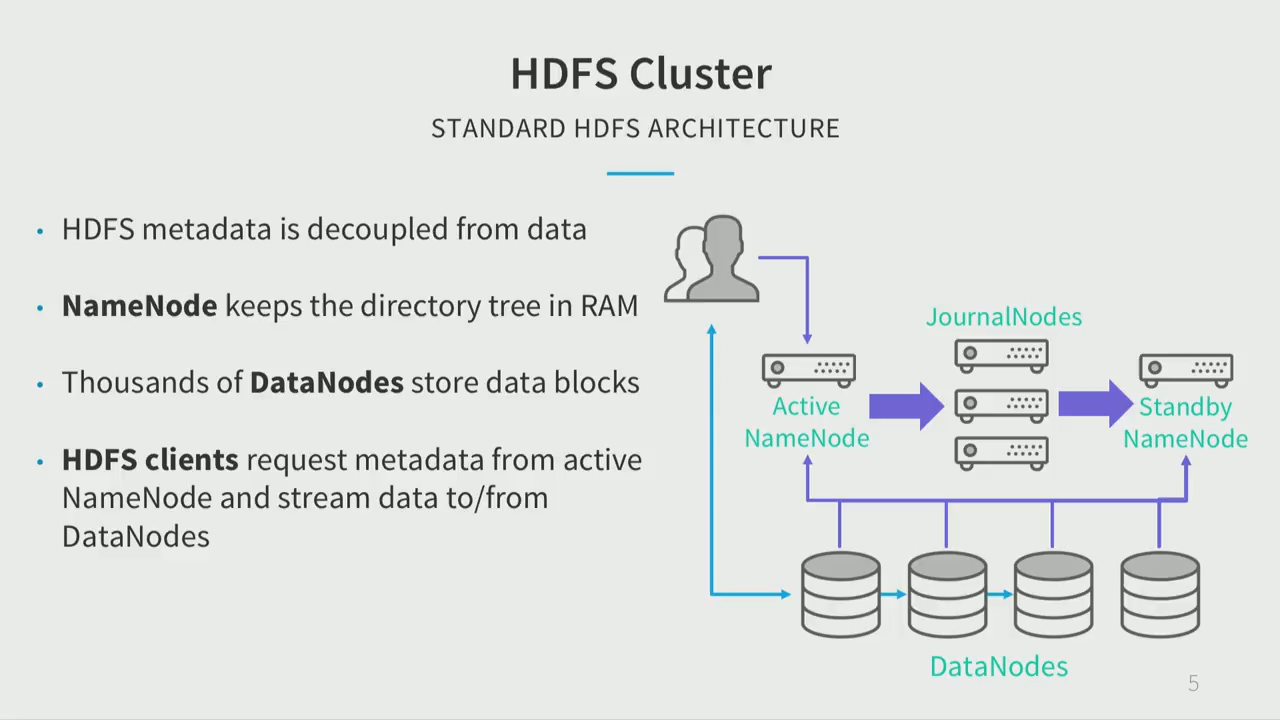 HDFS Cluster
STANDARD HDFS ARCHITECTURE
• HDFS metadata is decoupled from data
• NameNode keeps the directory tree in RAM
• Thousands of DataNodes store data blocks
• HDFS clients request metadata from active
NameNode and stream data to/from
DataNodes
JournalNodes
Active
NameNode
Standby
NameNode
DataNodes
5